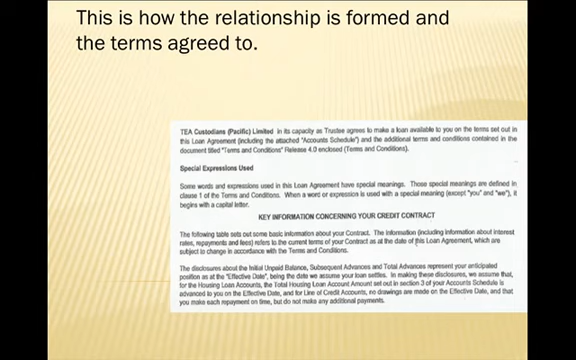 This is how the relationship is formed and
the terms agreed to.
TEA Custodians (Pacific) Limited in its capacity as Trustee agrees to make a loan available to you on the terms set out in
this Loan Agreement (including the attached "Accounts Schedule") and the additional terms and conditions contained in the
document titled "Terms and Conditions" Release 4.0 enclosed (Terms and Conditions).
Special Expressions Used
Some words and expressions used in this Loan Agreement have special meanings. Those special meanings are defined in
clause 1 of the Terms and Conditions. When a word or expression is used with a special meaning (except "you" and "we"), it
begins with a capital letter.
KEY INFORMATION CONCERNING YOUR CREDIT CONTRACT
The following table sets out some basic information about your Contract. The information (including information about interest
rates, repayments and fees) refers to the current terms of your Contract as at the date of this Loan Agreement, which are
subject to change in accordance with the Terms and Conditions.
The disclosures about the Initial Unpaid Balance, Subsequent Advances and Total Advances represent your anticipated
position as at the "Effective Date", being the date we assume your loan settles. In making these disclosures, we assume that,
for the Housing Loan Accounts, the Total Housing Loan Account Amount set out in section 3 of your Accounts Schedule is
advanced to you on the Effective Date, and for Line of Credit Accounts, no drawings are made on the Effective Date, and that
you make each repayment on time, but do not make any additional payments.